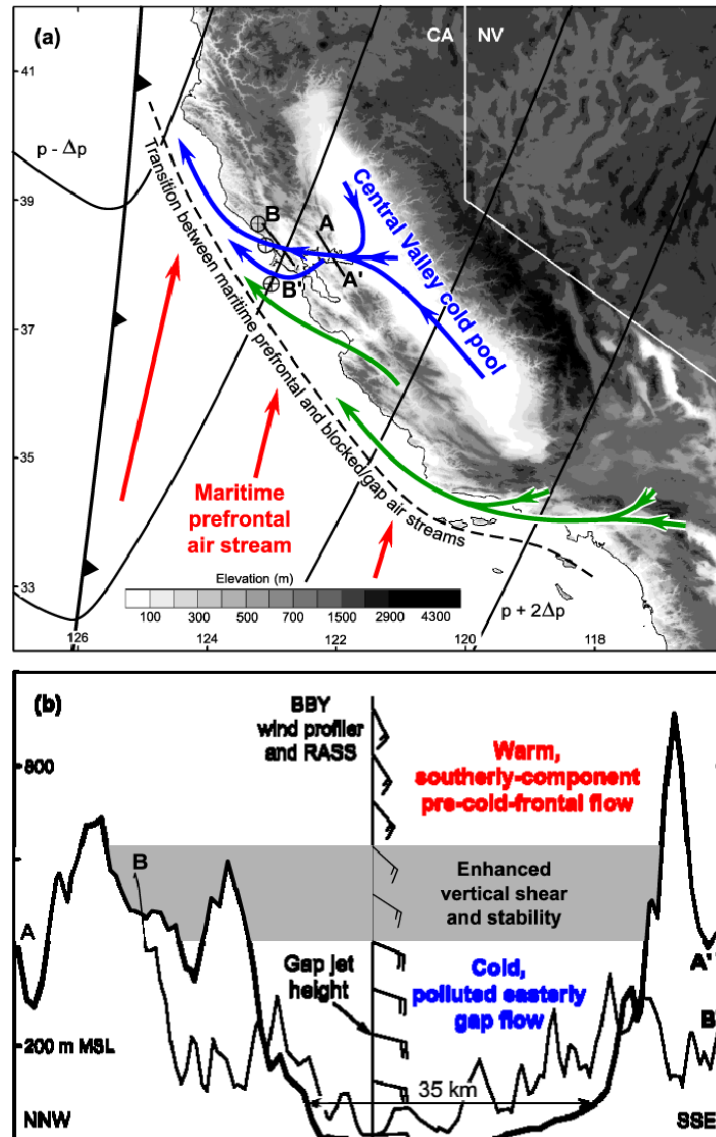 (a)
CA NV
41
39
37
35
33
p - Δp
Transition between maritime prefrontal and blocked/gap air streams
B
A
B'
A'
Central Valley cold pool
Maritime
prefrontal
air stream
Elevation (m)
100 300 500 700 1500 2900 4300
p + 2Δp
126 124 122 120 118
(b)
BBY
wind profiler
and RASS
Warm,
southerly-component
pre-cold-frontal flow
800
B
Enhanced
vertical shear
and stability
A
A'
Gap jet
height
Cold,
polluted easterly
gap flow
B'
200 m MSL
35 km
NNW
SSE